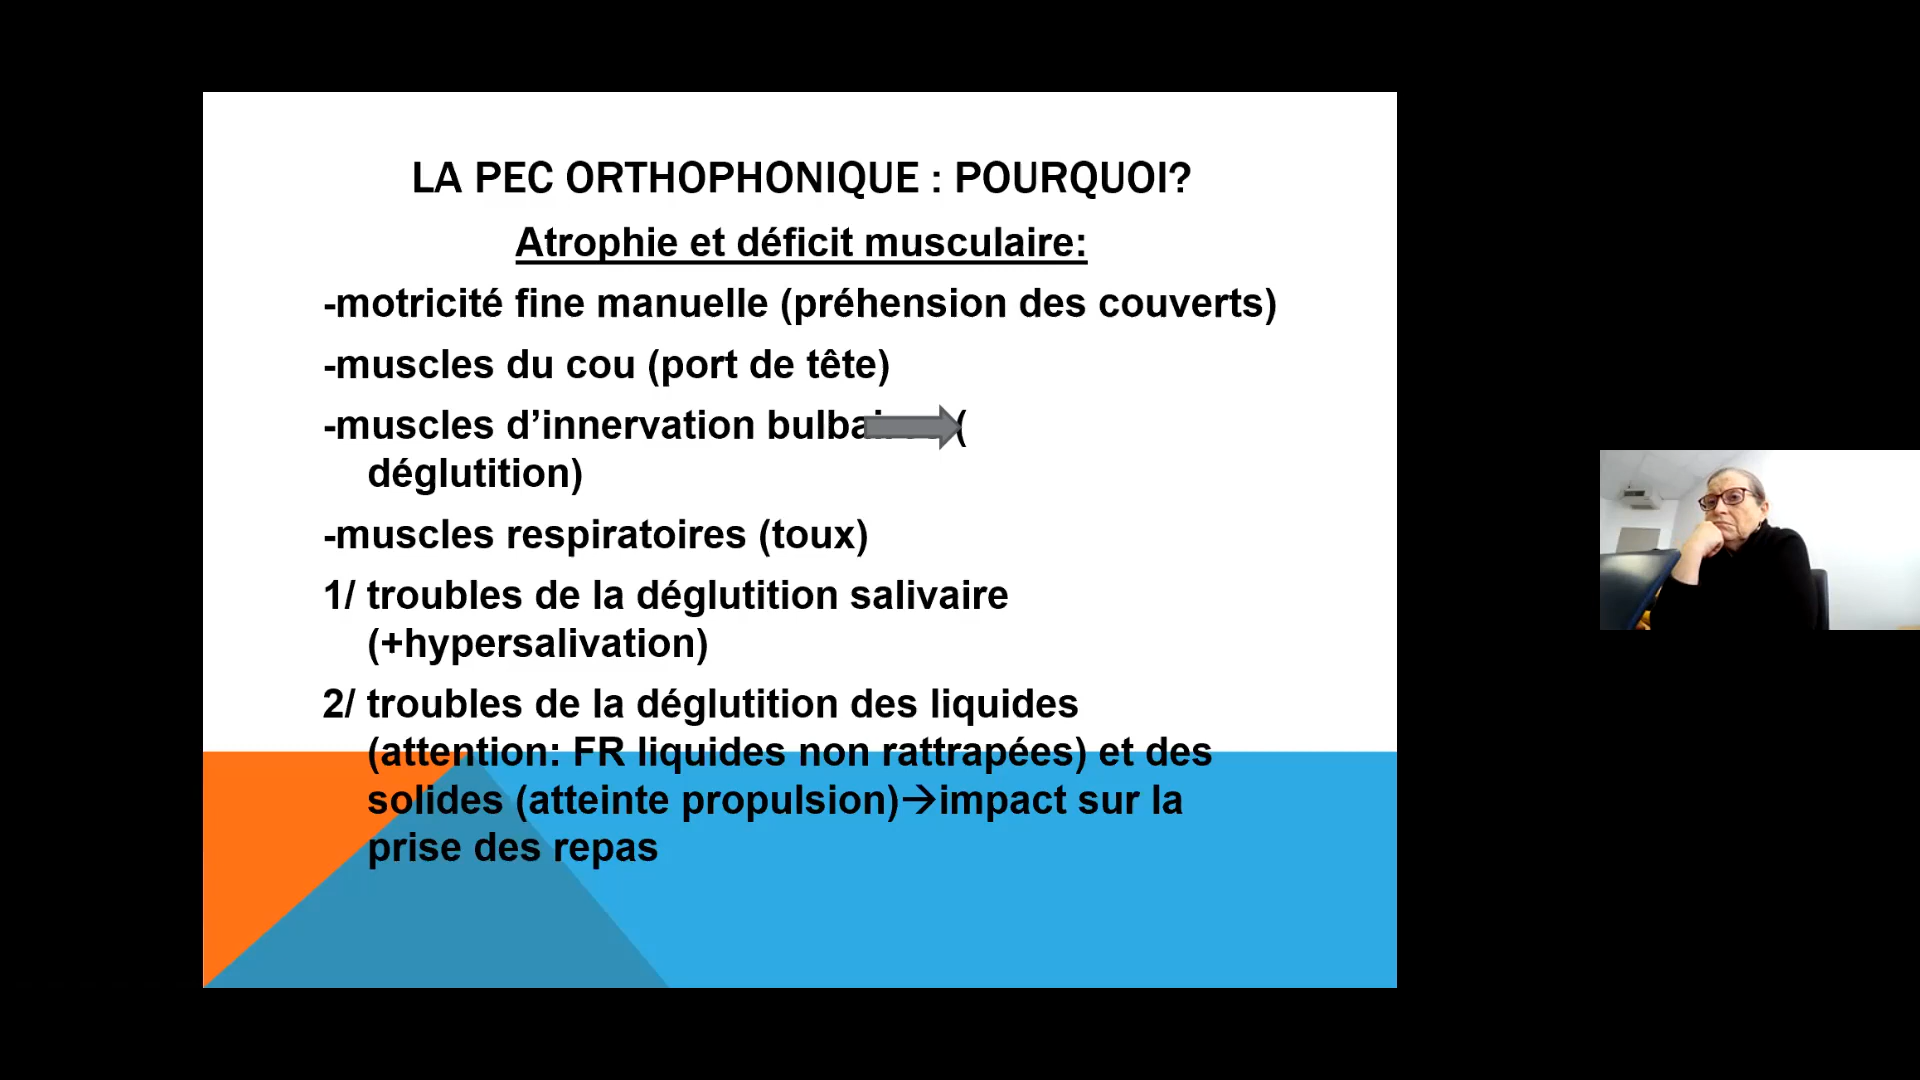 LA PEC ORTHOPHONIQUE : POURQUOI?
Atrophie et déficit musculaire:
-motricité fine manuelle (préhension des couverts)
-muscles du cou (port de tête)
-muscles d’innervation (
déglutition)
-muscles respiratoires (toux)
1/ troubles de la déglutition salivaire
(+hypersalivation)
2/ troubles de la déglutition des liquides
(attention: FR liquides non rattrapées) et des
solides (atteinte propulsion)→impact sur la
prise des repas